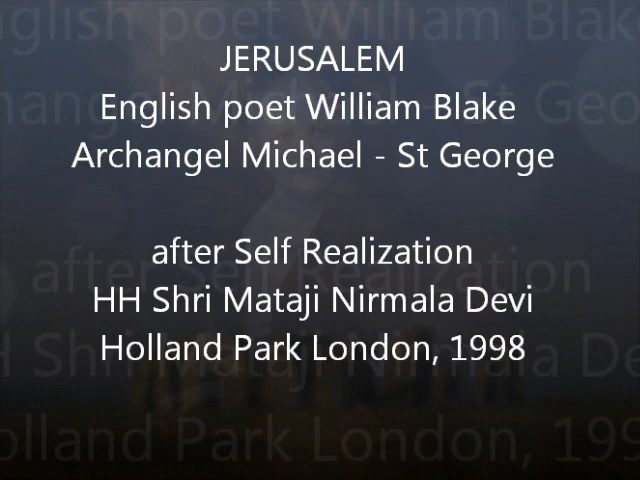 JERUSALEM
English poet William Blake
Archangel Michael - St George
after Self Realization
HH Shri Mataji Nirmala Devi
Holland Park London, 1998